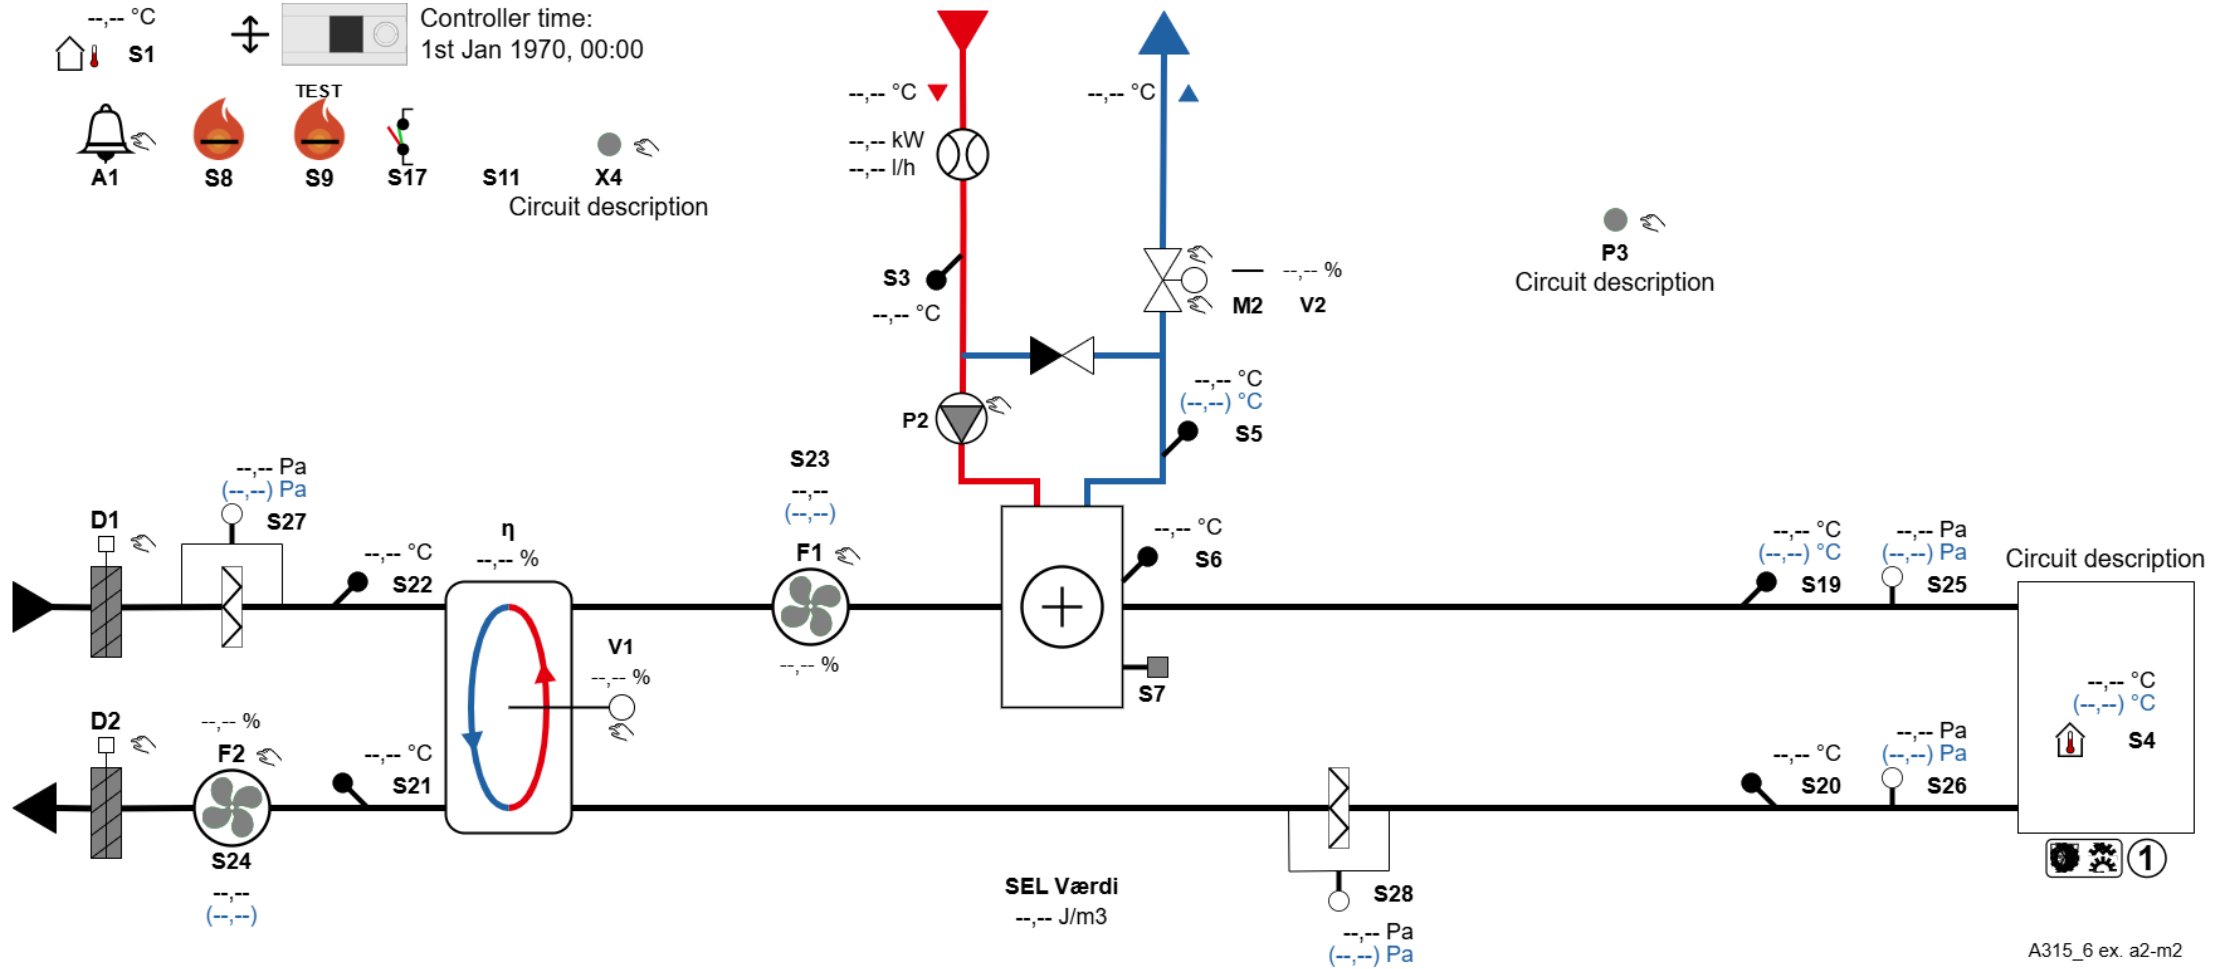 --,-- °C
S1
Controller time:
1st Jan 1970, 00:00
TEST
A1
S8
S9
S17
S11
X4
Circuit description
--,-- °C
--,-- kW
--,-- l/h
S3
--,-- °C
--,-- °C
--,-- %
M2
V2
P3
Circuit description
--,-- °C
(--,--) °C
S5
P2
S23
--,--
(--,--)
F1
--,-- %
--,-- Pa
(--,--) Pa
S27
D1
--,-- °C
S22
η
--,-- %
V1
--,-- %
--,-- °C
S6
S7
--,-- °C
(--,--) °C
S19
--,-- Pa
(--,--) Pa
S25
Circuit description
--,-- °C
(--,--) °C
S4
D2
--,-- %
F2
S24
--,--
(--,--)
--,-- °C
S21
--,-- °C
S20
--,-- Pa
(--,--) Pa
S26
1
SEL Værdi
--,-- J/m3
S28
--,-- Pa
(--,--) Pa
A315_6 ex. a2-m2